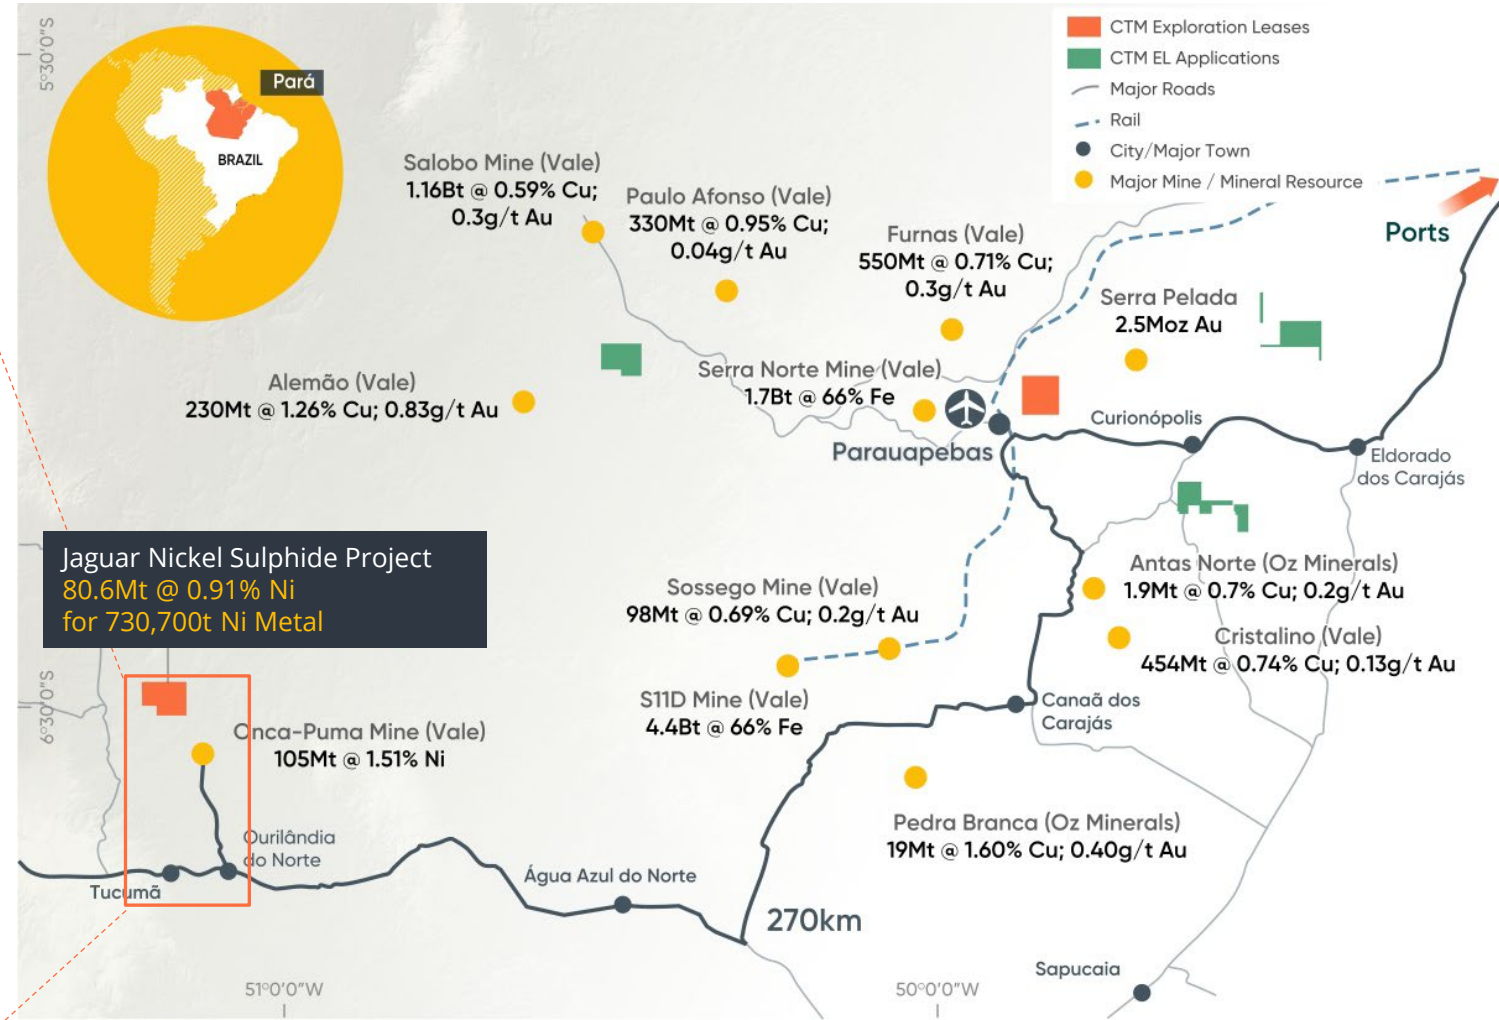 5°30'0"S
Pará
BRAZIL
CTM Exploration Leases
CTM EL Applications
Major Roads
Rail
City/Major Town
Major Mine / Mineral Resource
Ports
Salobo Mine (Vale)
1.16Bt @ 0.59% Cu;
0.3g/t Au
Paulo Afonso (Vale)
330Mt @ 0.95% Cu;
0.04g/t Au
Furnas (Vale)
550Mt @ 0.71% Cu;
0.3g/t Au
Serra Pelada
2.5Moz Au
Alemão (Vale)
230Mt @ 1.26% Cu; 0.83g/t Au
Serra Norte Mine (Vale)
1.7Bt @ 66% Fe
Parauapebas
Curionópolis
Eldorado
dos Carajás
Jaguar Nickel Sulphide Project
80.6Mt @ 0.91% Ni
for 730,700t Ni Metal
Sossego Mine (Vale)
98Mt @ 0.69% Cu; 0.2g/t Au
Antas Norte (Oz Minerals)
1.9Mt @ 0.7% Cu; 0.2g/t Au
Cristalino (Vale)
454Mt @ 0.74% Cu; 0.13g/t Au
S11D Mine (Vale)
4.4Bt @ 66% Fe
Canaã dos
Carajás
6°30'0"S
Onca-Puma Mine (Vale)
105Mt @ 1.51% Ni
Pedra Branca (Oz Minerals)
19Mt @ 1.60% Cu; 0.40g/t Au
Ourilândia
do Norte
Tucumã
Água Azul do Norte
270km
Sapucaia
51°0'0"W
50°0'0"W